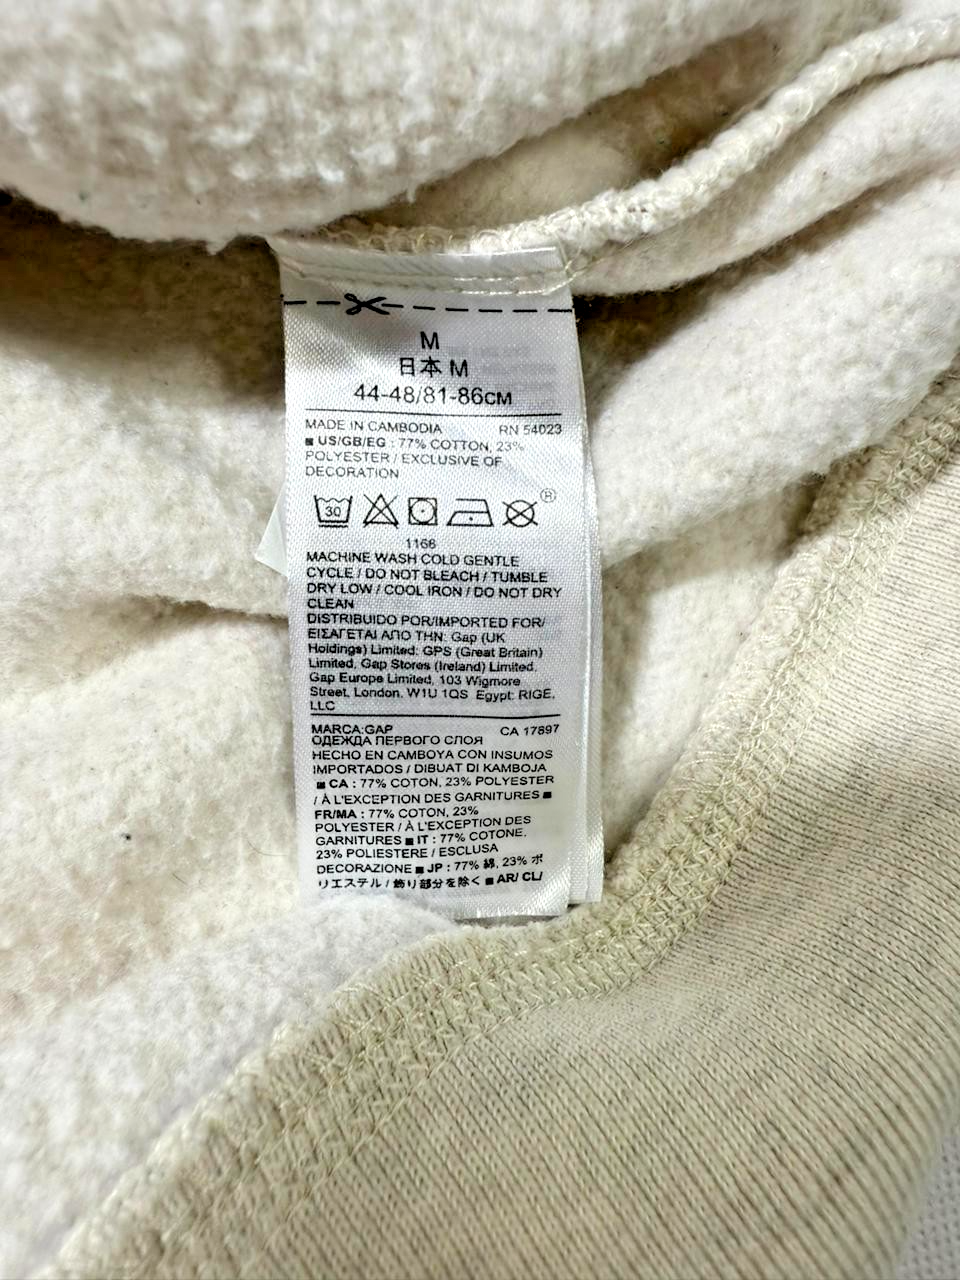 M
日本 M
44-48/81-86CM
MADE IN CAMBODIA RN 54023
■ US/GB/EG : 77% COTTON, 23%
POLYESTER / EXCLUSIVE OF
DECORATION
30 ®
1166
MACHINE WASH COLD GENTLE
CYCLE / DO NOT BLEACH / TUMBLE
DRY LOW / COOL IRON / DO NOT DRY
CLEAN
DISTRIBUIDO POR/IMPORTED FOR/
ΕΙΣΑΓΕΤΑΙ ΑΠΟ ΤΗΝ: Gap (UK
Holdings) Limited; GPS (Great Britain)
Limited, Gap Stores (Ireland) Limited,
Gap Europe Limited, 103 Wigmore
Street, London, W1U 1QS Egypt: RIGE,
LLC
MARCA:GAP CA 17897
ОДЕЖДА ПЕРВОГО СЛОЯ
HECHO EN CAMBOYA CON INSUMOS
IMPORTADOS / DIBUAT DI KAMBOJA
■ CA : 77% COTON, 23% POLYESTER
/ À L'EXCEPTION DES GARNITURES ■
FR/MA : 77% COTON, 23%
POLYESTER / À L'EXCEPTION DES
GARNITURES ■ IT : 77% COTONE,
23% POLIESTERE / ESCLUSA
DECORAZIONE ■ JP : 77% 綿, 23% ポ
リエステル / 飾り部分を除く ■ AR/ CL/